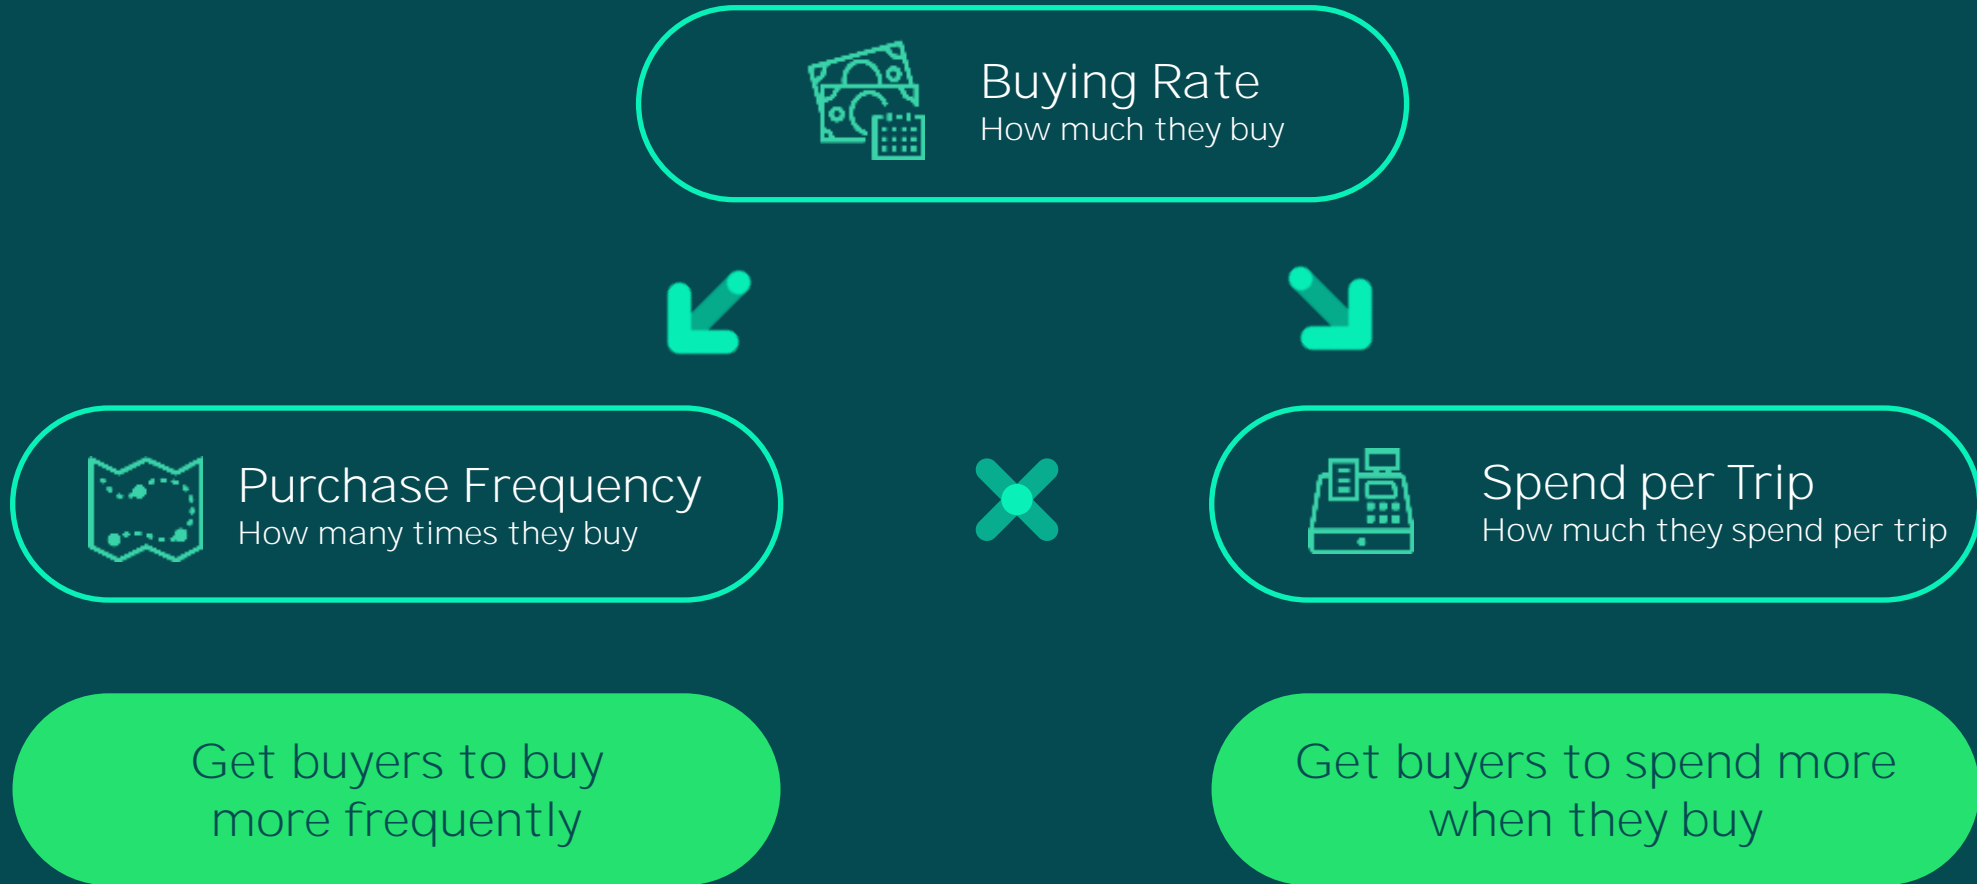 Buying Rate
How much they buy
Purchase Frequency
How many times they buy
Spend per Trip
How much they spend per trip
Get buyers to buy
more frequently
Get buyers to spend more
when they buy